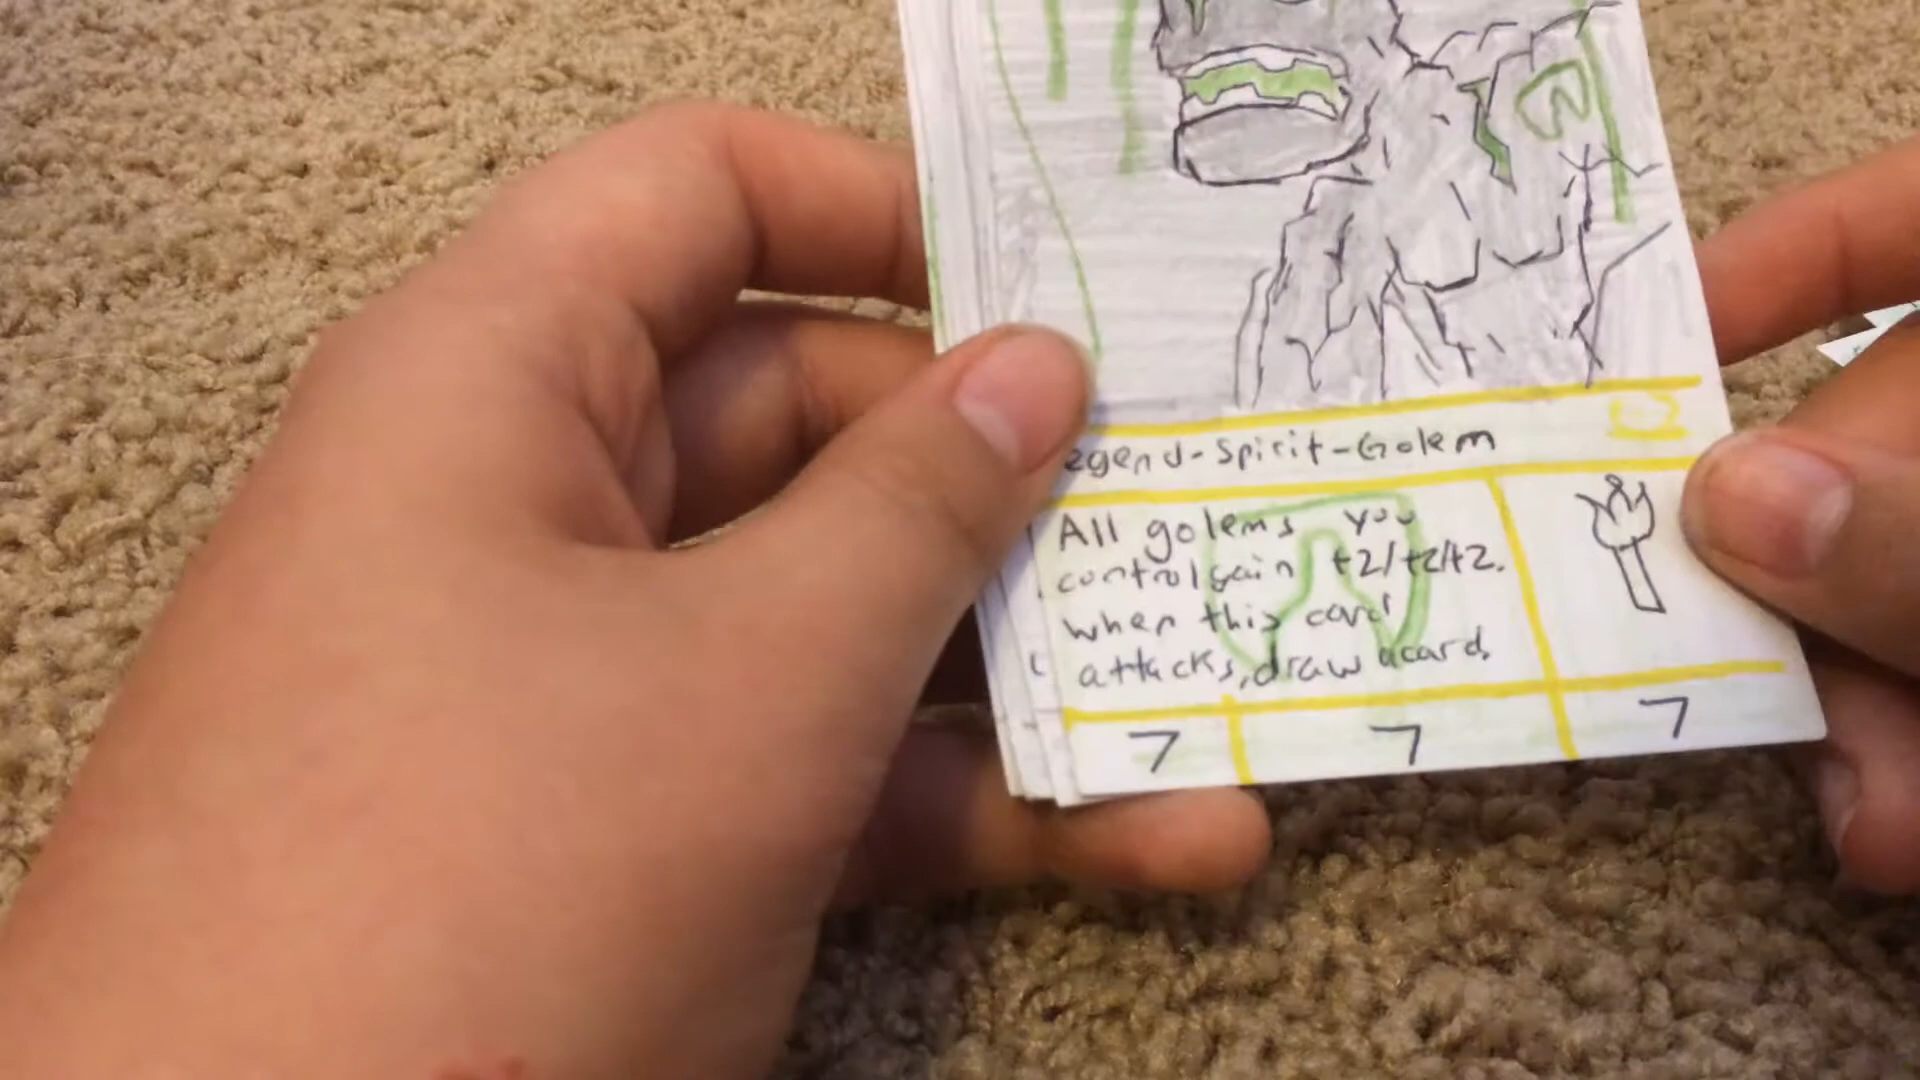 egend-Spirit-Golem
All golems you
control gain +2/+2/+2.
when this card
attacks, draw a card.
7 7 7